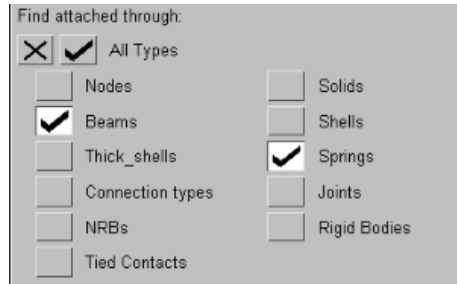 Find attached through:
All Types
Nodes Solids
Beams Shells
Thick_shells Springs
Connection types Joints
NRBs Rigid Bodies
Tied Contacts